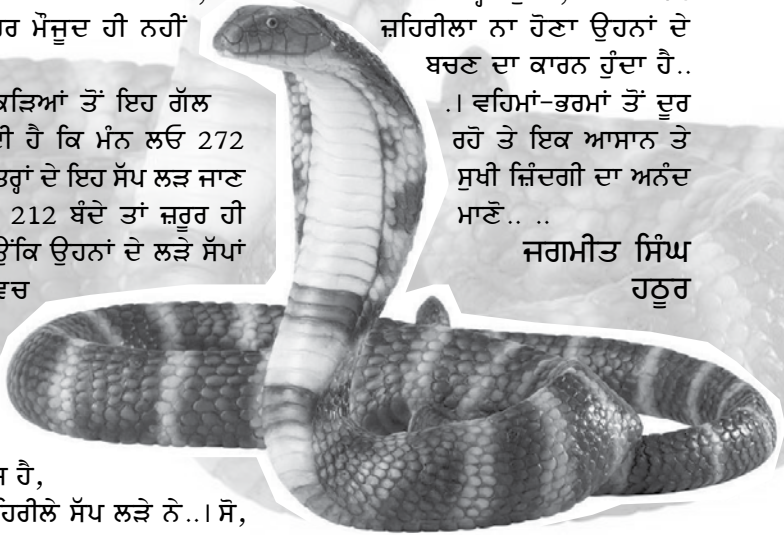 ਮੌਜੂਦ ਹੀ ਨਹੀਂ
ਤੋਂ ਇਹ ਗੱਲ
ਹੈ ਕਿ ਮੰਨ ਲਓ 272
ਦੇ ਇਹ ਸੱਪ ਲੜ ਜਾਣ
212 ਬੰਦੇ ਤਾਂ ਜ਼ਰੂਰ ਹੀ
ਉਹਨਾਂ ਦੇ ਲੜੇ ਸੱਪਾਂ
ਹੈ,
ਸੱਪ ਲੜੇ ਨੇ..। ਸੋ,
ਜ਼ਹਿਰੀਲਾ ਨਾ ਹੋਣਾ ਉਹਨਾਂ ਦੇ
ਬਚਣ ਦਾ ਕਾਰਨ ਹੁੰਦਾ ਹੈ..
.। ਵਹਿਮਾਂ-ਭਰਮਾਂ ਤੋਂ ਦੂਰ
ਰਹੋ ਤੇ ਇਕ ਆਸਾਨ ਤੇ
ਸੁਖੀ ਜ਼ਿੰਦਗੀ ਦਾ ਅਨੰਦ
ਮਾਣੋ.. ..
ਜਗਮੀਤ ਸਿੰਘ
ਹਠੂਰ